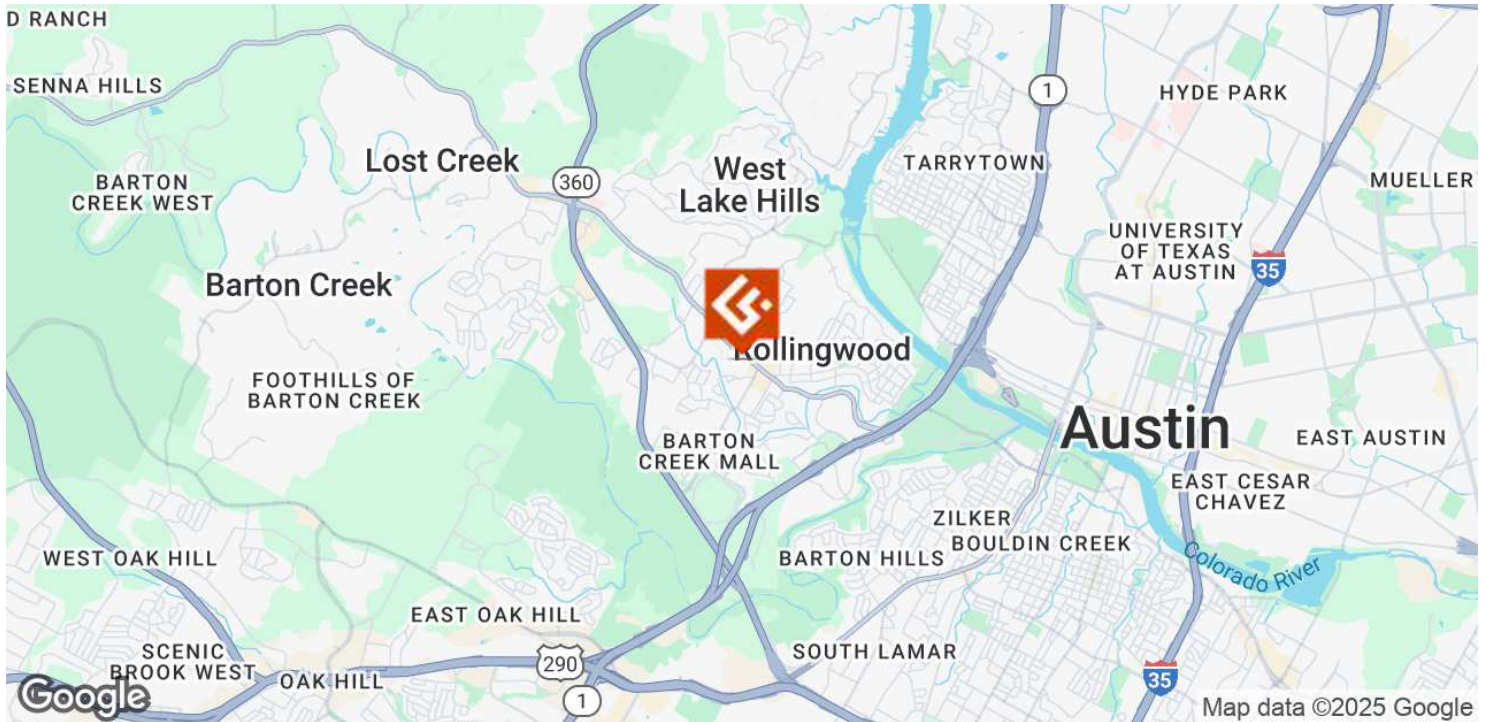 D RANCH
SENNA HILLS
HYDE PARK
1
Lost Creek
360
West
Lake Hills
TARRYTOWN
BARTON
CREEK WEST
MUELLER
UNIVERSITY
OF TEXAS
AT AUSTIN
35
Barton Creek
Rollingwood
FOOTHILLS OF
BARTON CREEK
Austin
EAST AUSTIN
BARTON
CREEK MALL
EAST CESAR
CHAVEZ
ZILKER
BOULDIN CREEK
WEST OAK HILL
BARTON HILLS
Colorado River
EAST OAK HILL
SCENIC
BROOK WEST
OAK HILL
290
1
SOUTH LAMAR
35
Google
Map data ©2025 Google